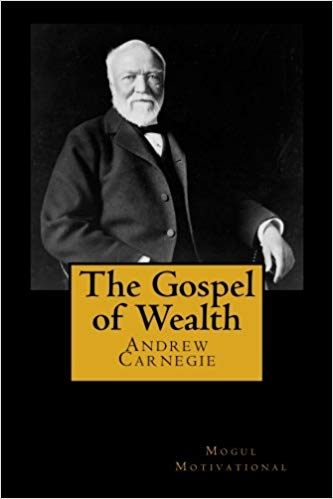 The Gospel
of Wealth
Andrew
Carnegie
Mogul
Motivational